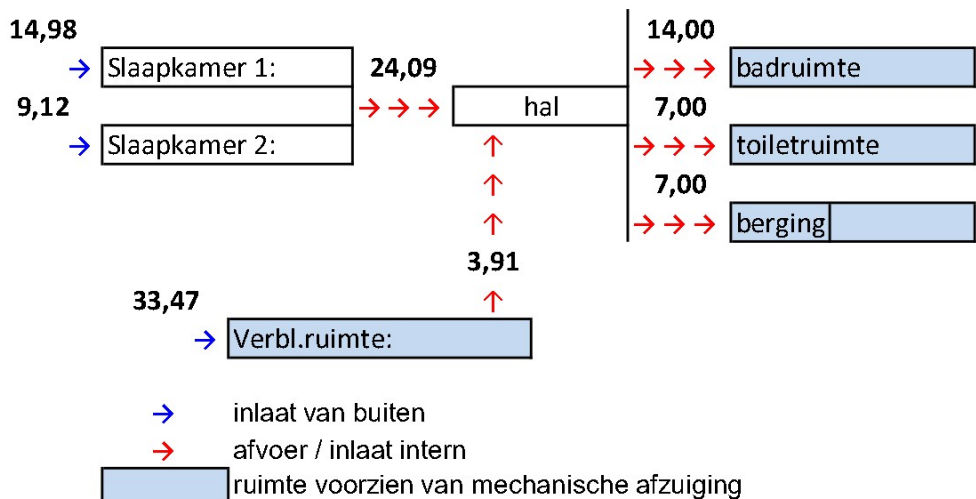 14,98
14,00
Slaapkamer 1:
24,09
badruimte
9,12
hal
7,00
Slaapkamer 2:
toiletruimte
7,00
berging
3,91
33,47
Verbl.ruimte:
inlaat van buiten
afvoer / inlaat intern
ruimte voorzien van mechanische afzuiging